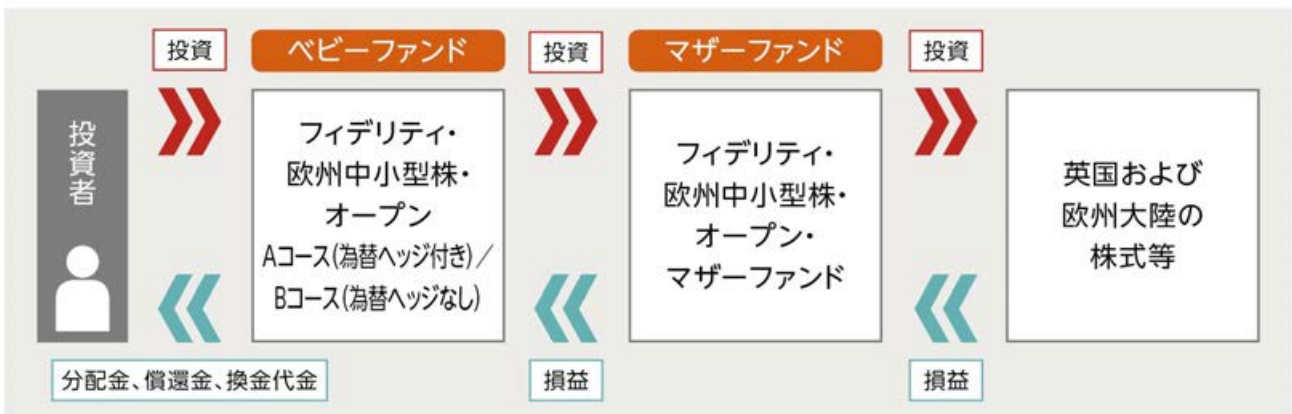 投資
ベビーファンド
投資
マザーファンド
投資
投資者
フィデリティ・
欧州中小型株・
オープン
Aコース(為替ヘッジ付き)／
Bコース(為替ヘッジなし)
フィデリティ・
欧州中小型株・
オープン・
マザーファンド
英国および
欧州大陸の
株式等
分配金、償還金、換金代金
損益
損益